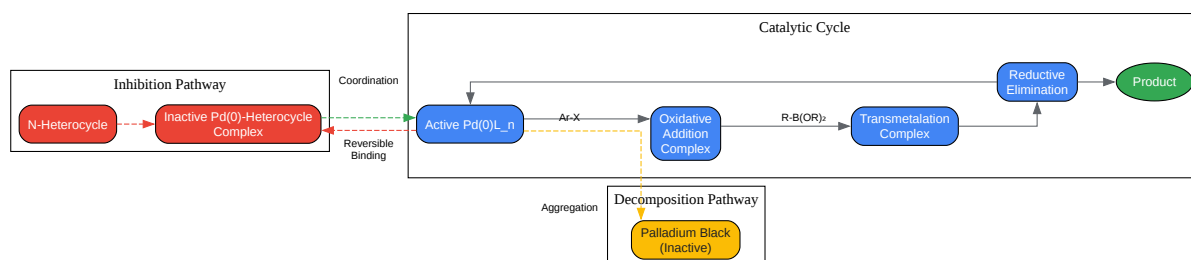 Catalytic Cycle
Inhibition Pathway
N-Heterocycle
Inactive Pd(0)-Heterocycle
Complex
Coordination
Reversible
Binding
Active Pd(0)L_n
Ar-X
Oxidative
Addition
Complex
R-B(OR)₂
Transmetalation
Complex
Reductive
Elimination
Product
Aggregation
Decomposition Pathway
Palladium Black
(Inactive)